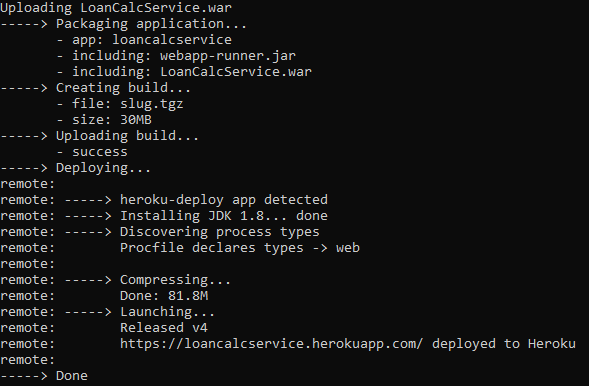 Uploading LoanCalcService.war
-----> Packaging application...
       - app: loancalcservice
       - including: webapp-runner.jar
       - including: LoanCalcService.war
-----> Creating build...
       - file: slug.tgz
       - size: 30MB
-----> Uploading build...
       - success
-----> Deploying...
remote:
remote: -----> heroku-deploy app detected
remote: -----> Installing JDK 1.8... done
remote: -----> Discovering process types
remote:        Procfile declares types -> web
remote:
remote: -----> Compressing...
remote:        Done: 81.8M
remote: -----> Launching...
remote:        Released v4
remote:        https://loancalcservice.herokuapp.com/ deployed to Heroku
remote:
-----> Done